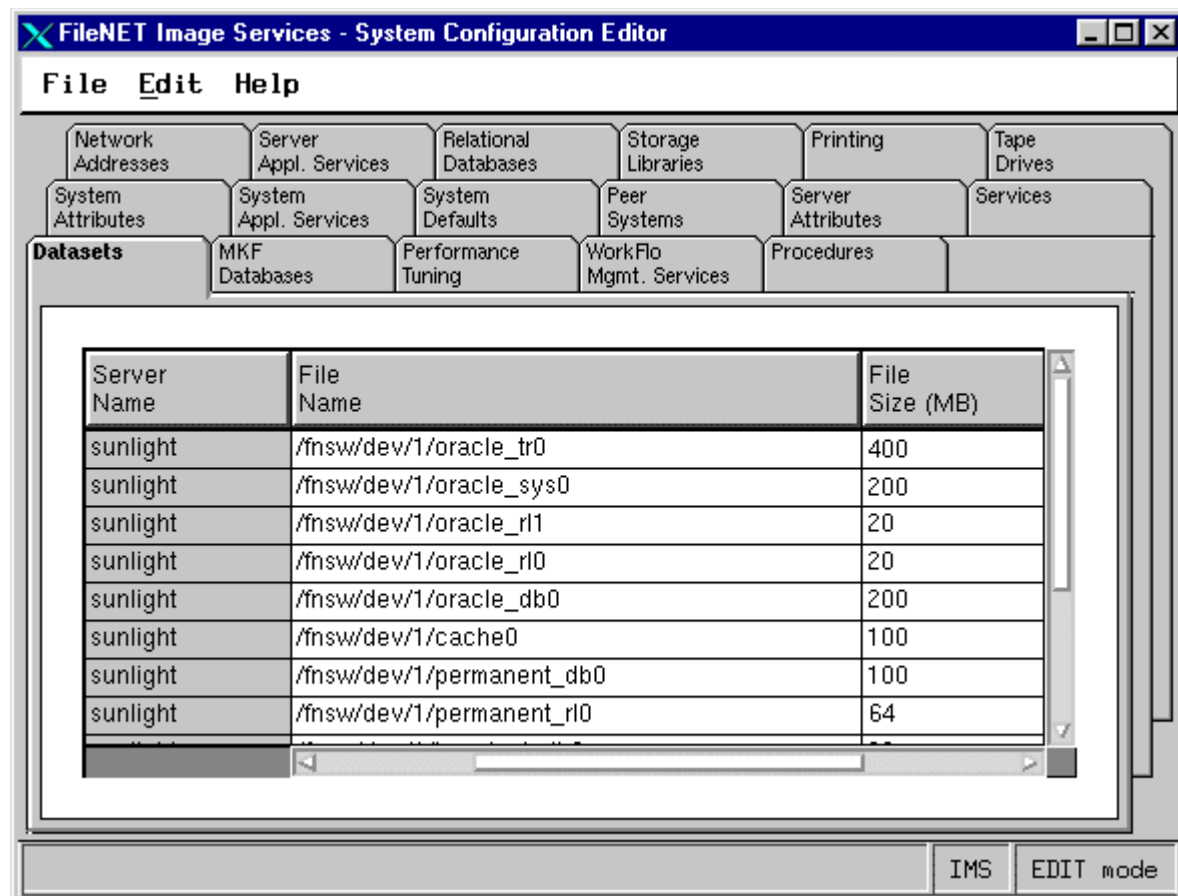 FileNET Image Services - System Configuration Editor
File Edit Help
Network Addresses
Server Appl. Services
Relational Databases
Storage Libraries
Printing
Tape Drives
System Attributes
System Appl. Services
System Defaults
Peer Systems
Server Attributes
Services
Datasets
MKF Databases
Performance Tuning
WorkFlo Mgmt. Services
Procedures
Server Name File Name File Size (MB)
sunlight /fnsw/dev/1/oracle_tr0 400
sunlight /fnsw/dev/1/oracle_sys0 200
sunlight /fnsw/dev/1/oracle_rl1 20
sunlight /fnsw/dev/1/oracle_rl0 20
sunlight /fnsw/dev/1/oracle_db0 200
sunlight /fnsw/dev/1/cache0 100
sunlight /fnsw/dev/1/permanent_db0 100
sunlight /fnsw/dev/1/permanent_rl0 64
IMS EDIT mode